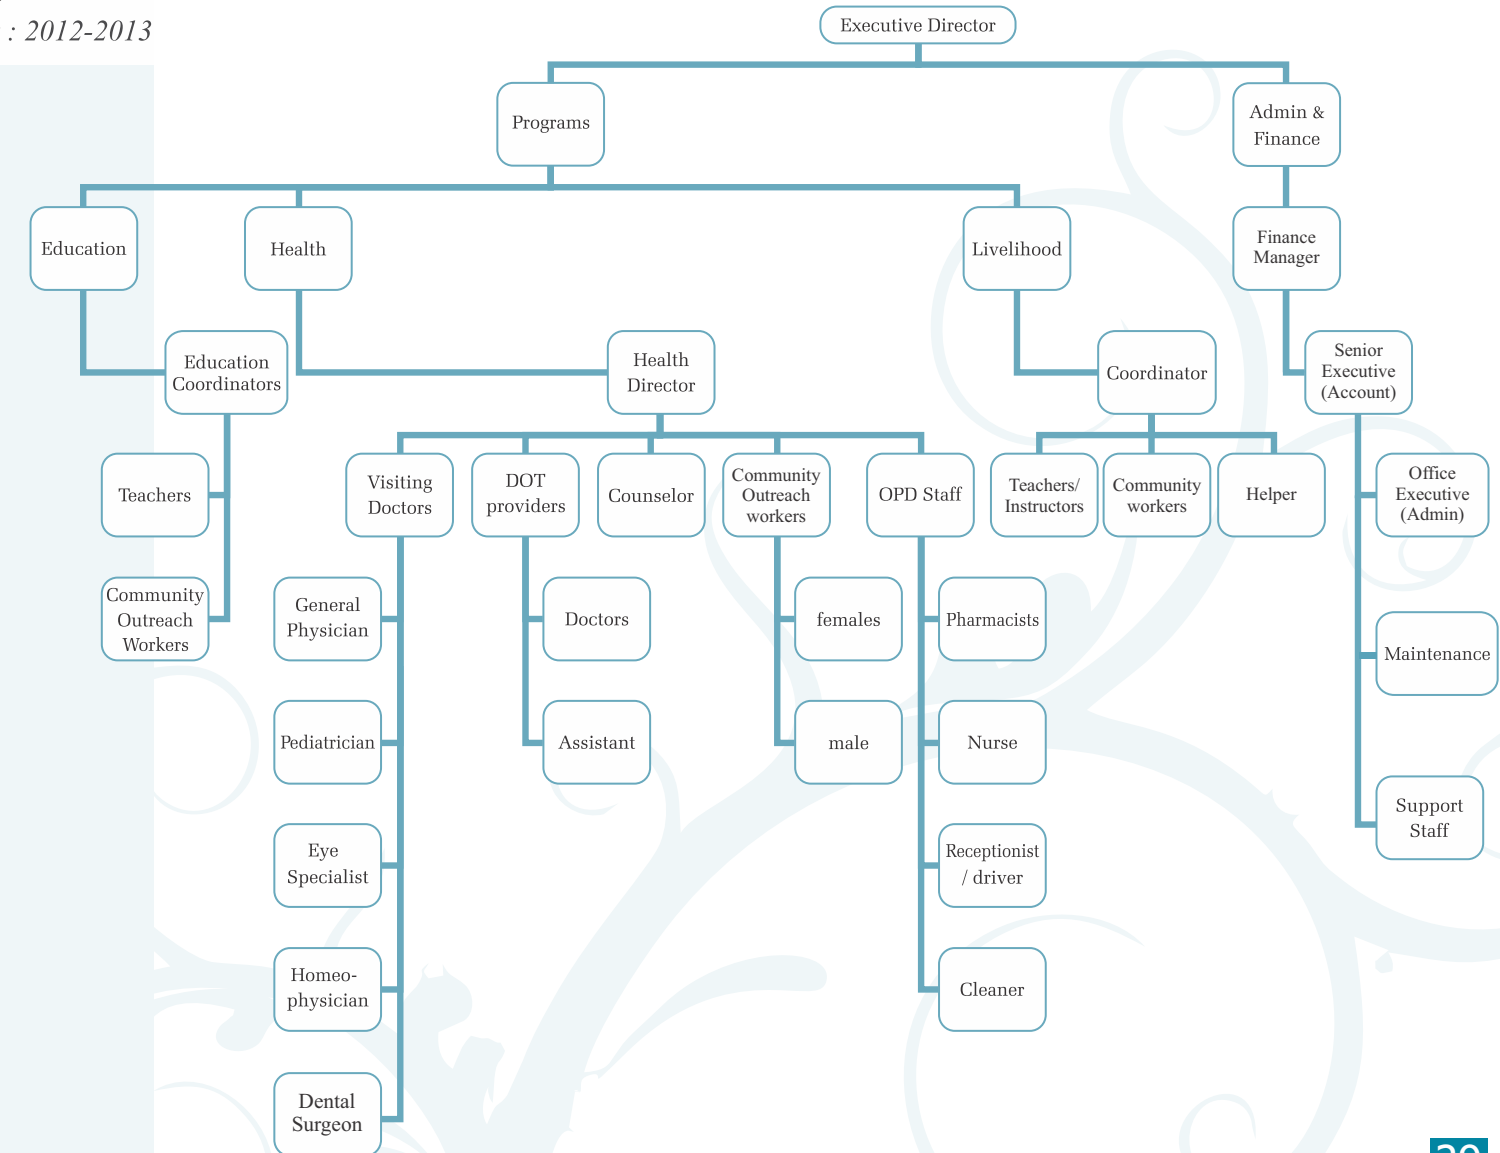 : 2012-2013
Executive Director
Programs
Admin &
Finance
Education
Health
Livelihood
Finance
Manager
Education
Coordinators
Health
Director
Coordinator
Senior
Executive
(Account)
Teachers
Visiting
Doctors
DOT
providers
Counselor
Community
Outreach
workers
OPD Staff
Teachers/
Instructors
Community
workers
Helper
Office
Executive
(Admin)
Community
Outreach
Workers
General
Physician
Doctors
females
Pharmacists
Maintenance
Pediatrician
Assistant
male
Nurse
Support
Staff
Eye
Specialist
Receptionist
/ driver
Homeo-
physician
Cleaner
Dental
Surgeon